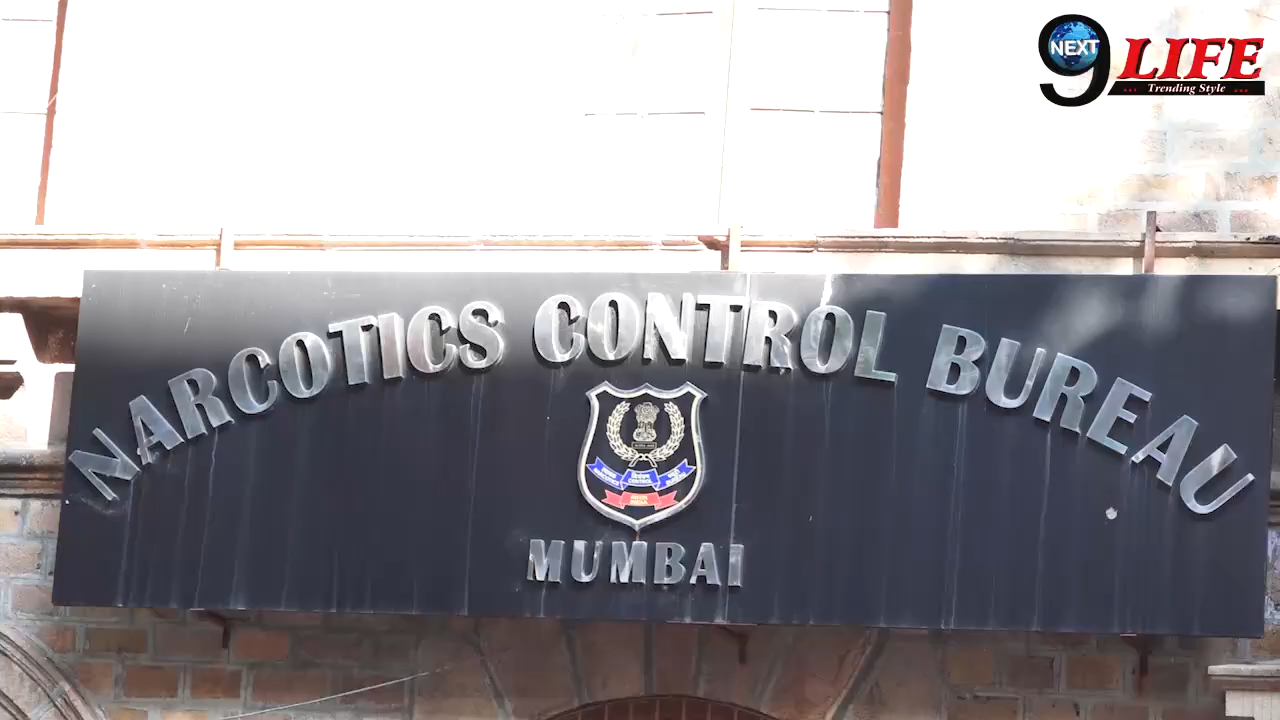 NEXT
9 LIFE
... Trending Style ...
NARCOTICS CONTROL BUREAU
MUMBAI